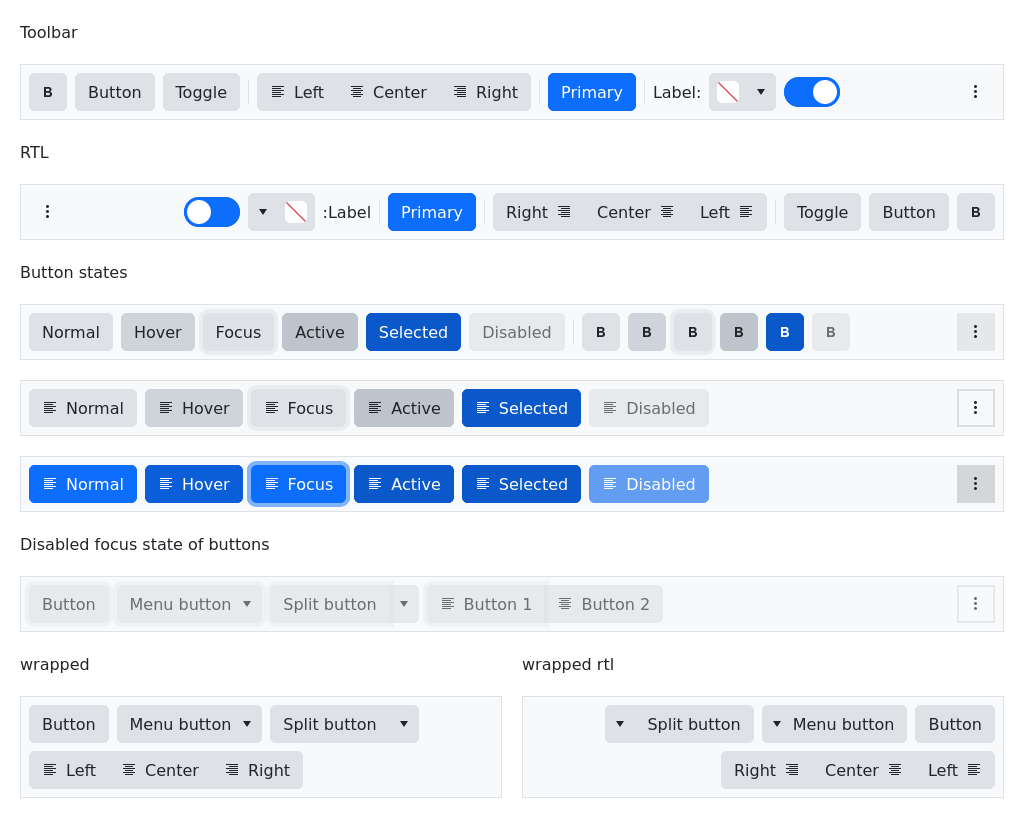 Toolbar
B Button Toggle Left Center Right Primary Label:
RTL
:Label Primary Right Center Left Toggle Button B
Button states
Normal Hover Focus Active Selected Disabled B B B B B B
Normal Hover Focus Active Selected Disabled
Normal Hover Focus Active Selected Disabled
Disabled focus state of buttons
Button Menu button Split button Button 1 Button 2
wrapped
Button Menu button Split button
Left Center Right
wrapped rtl
Split button Menu button Button
Right Center Left